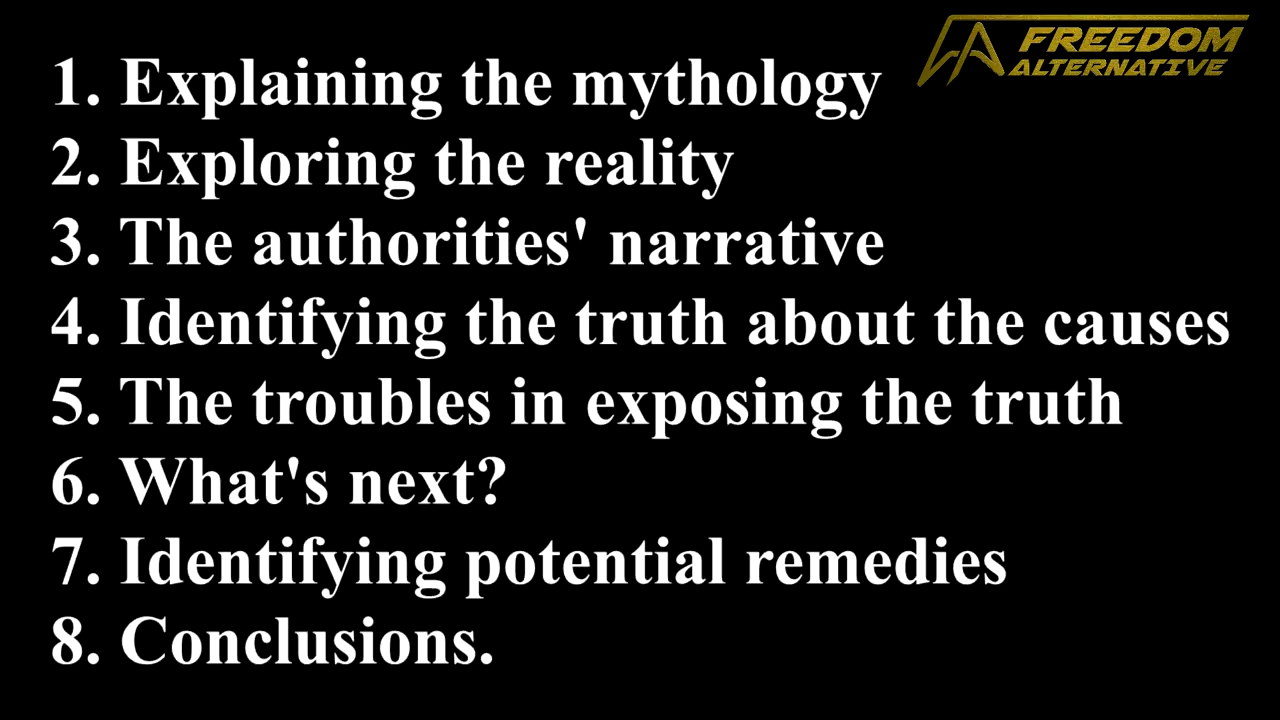 FREEDOM
ALTERNATIVE
1. Explaining the mythology
2. Exploring the reality
3. The authorities' narrative
4. Identifying the truth about the causes
5. The troubles in exposing the truth
6. What's next?
7. Identifying potential remedies
8. Conclusions.